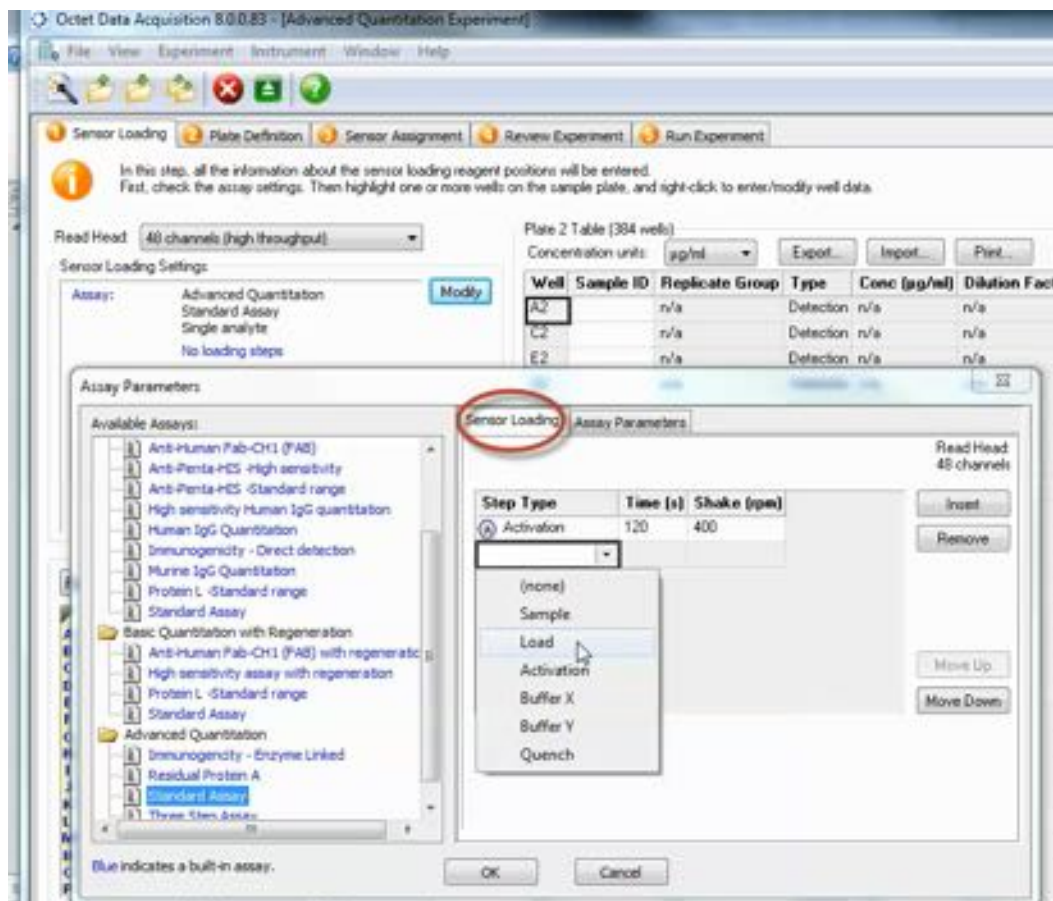 Octet Data Acquisition 8.0.0.83 - [Advanced Quantitation Experiment]
File View Experiment Instrument Window Help
1 Sensor Loading 2 Plate Definition 3 Sensor Assignment 4 Review Experiment 5 Run Experiment
In this step, all the information about the sensor loading reagent positions will be entered.
First, check the assay settings. Then highlight one or more wells on the sample plate, and right-click to enter/modify well data.
Read Head: 48 channels (high throughput)
Plate 2 Table (384 wells)
Concentration units: µg/ml Export... Import... Print...
Sensor Loading Settings
Assay: Advanced Quantitation
Standard Assay
Single analyte
No loading steps
Modify
Well Sample ID Replicate Group Type Conc (µg/ml) Dilution Fact
A2 n/a Detection n/a n/a
C2 n/a Detection n/a n/a
E2 n/a Detection n/a n/a
Assay Parameters
Available Assays:
Anti-Human Fab-CH1 (FAB)
Anti-Penta-HIS -High sensitivity
Anti-Penta-HIS -Standard range
High sensitivity Human IgG quantitation
Human IgG Quantitation
Immunogenicity - Direct detection
Murine IgG Quantitation
Protein L -Standard range
Standard Assay
Basic Quantitation with Regeneration
Anti-Human Fab-CH1 (FAB) with regeneratic
High sensitivity assay with regeneration
Protein L -Standard range
Standard Assay
Advanced Quantitation
Immunogencity - Enzyme Linked
Residual Protein A
Standard Assay
Three Step Assay
Blue indicates a built-in assay.
Sensor Loading Assay Parameters
Read Head:
48 channels
Step Type Time (s) Shake (rpm)
A Activation 120 400
(none)
Sample
Load
Activation
Buffer X
Buffer Y
Quench
Insert
Remove
Move Up
Move Down
OK Cancel